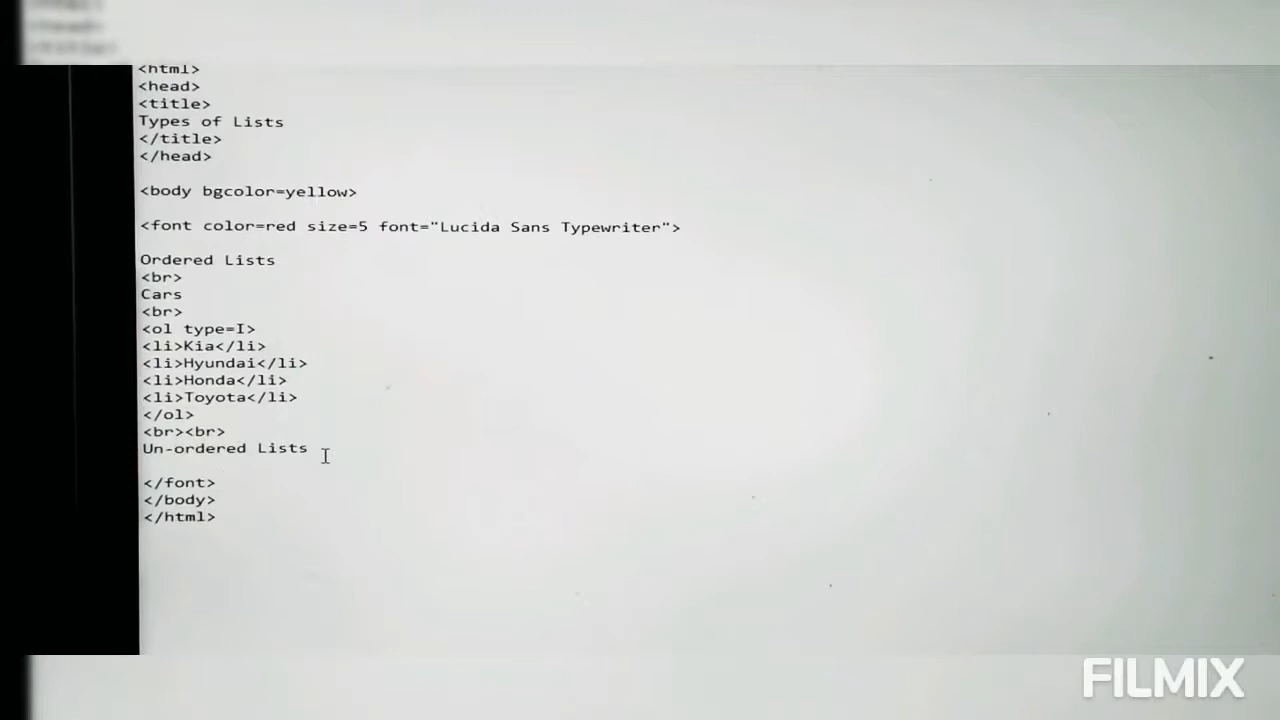 <html>
<head>
<title>
Types of Lists
</title>
</head>
<body bgcolor=yellow>
<font color=red size=5 font="Lucida Sans Typewriter">
Ordered Lists
<br>
Cars
<br>
<ol type=I>
<li>Kia</li>
<li>Hyundai</li>
<li>Honda</li>
<li>Toyota</li>
</ol>
<br><br>
Un-ordered Lists
</font>
</body>
</html>
FILMIX